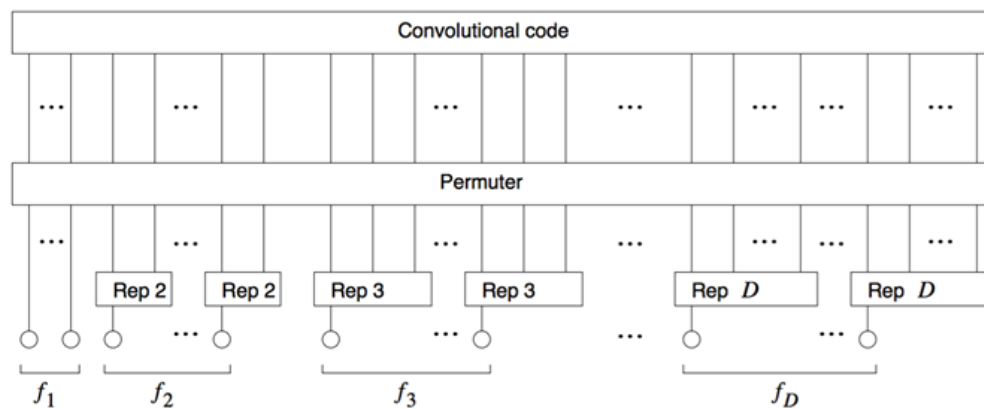 Convolutional code
... ... ... ... ... ... ...
Permuter
... ... ... ... ... ... ...
Rep 2 Rep 2 Rep 3 Rep 3 Rep D Rep D
... ... ... ...
f1 f2 f3 fD